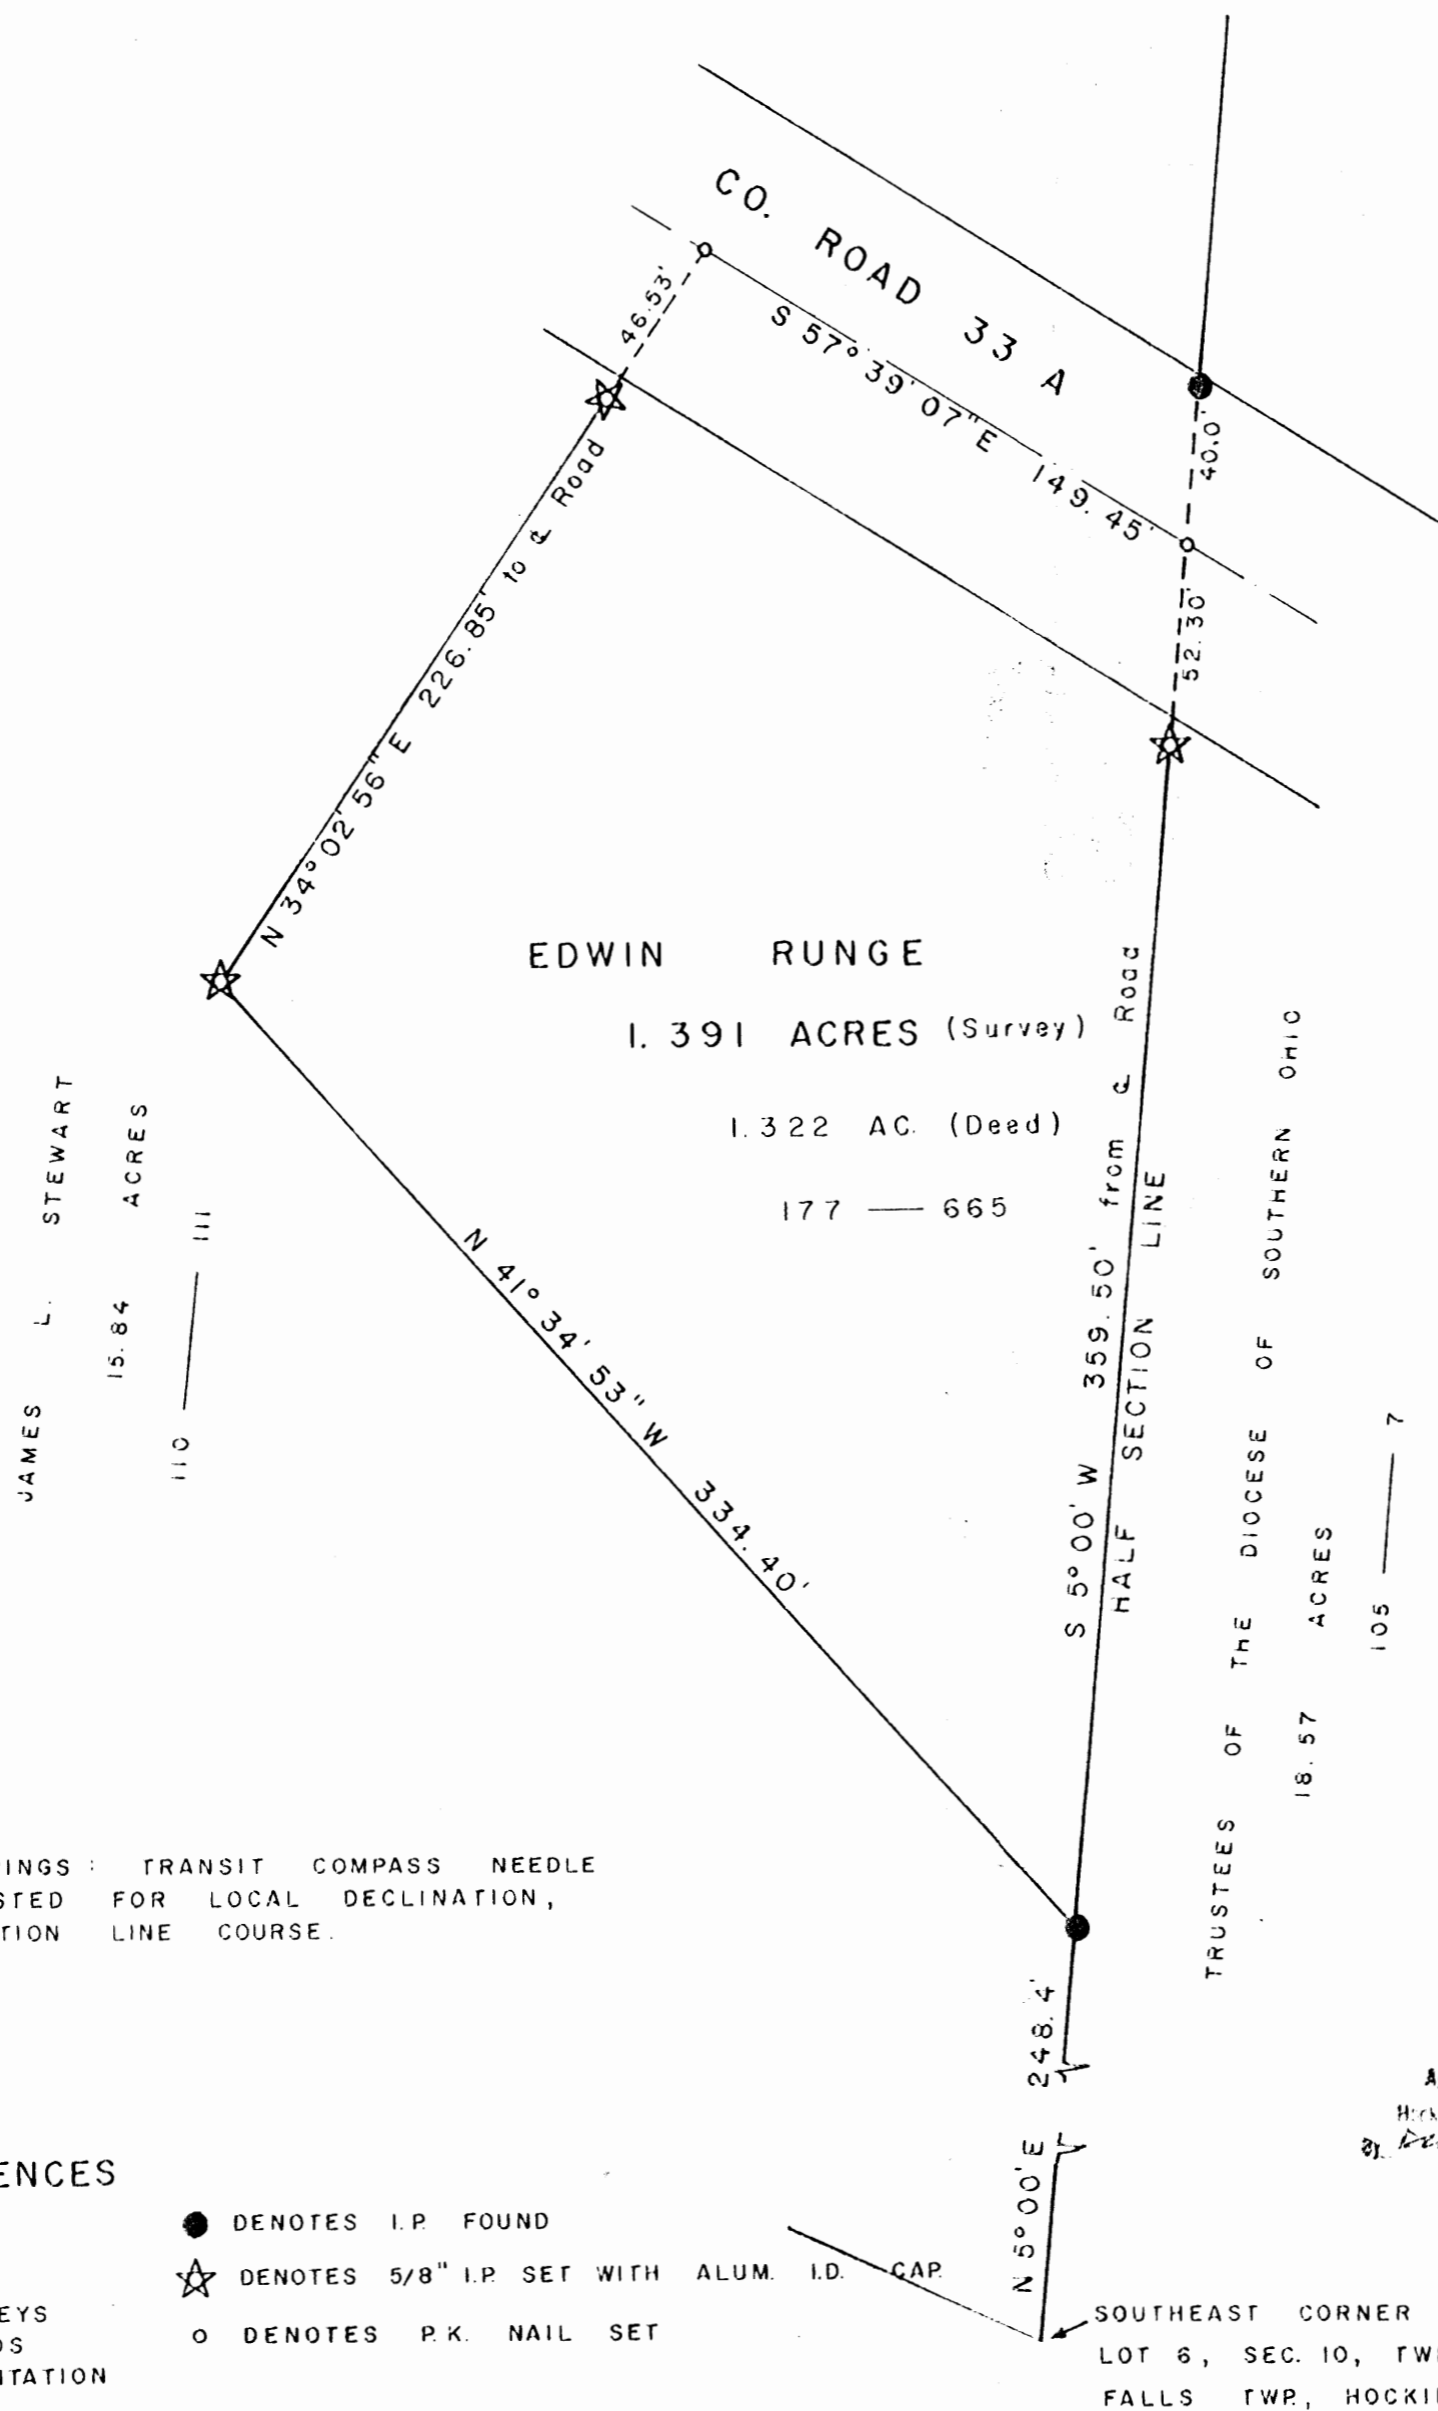 CO. ROAD 33 A
46.53'
S 57° 39' 07" E 149.45'
40.0'
52.30'
N 34° 02' 56" E 226.85' to ℄ Road
EDWIN RUNGE
1.391 ACRES (Survey)
1.322 AC. (Deed)
177 — 665
S 5° 00' W 359.50' from ℄ Road
HALF SECTION LINE
N 41° 34' 53" W 334.40'
JAMES L. STEWART
15.84 ACRES
110 — 111
TRUSTEES OF THE DIOCESE OF SOUTHERN OHIO
18.57 ACRES
105 — 7
INGS: TRANSIT COMPASS NEEDLE
STED FOR LOCAL DECLINATION,
TION LINE COURSE.
N 5° 00' E 248.4'
ENCES
DENOTES I.P. FOUND
DENOTES 5/8" I.P. SET WITH ALUM. I.D. CAP.
DENOTES P.K. NAIL SET
EYS
DS
NTATION
SOUTHEAST CORNER
LOT 6, SEC. 10, TW
FALLS TWP., HOCKI